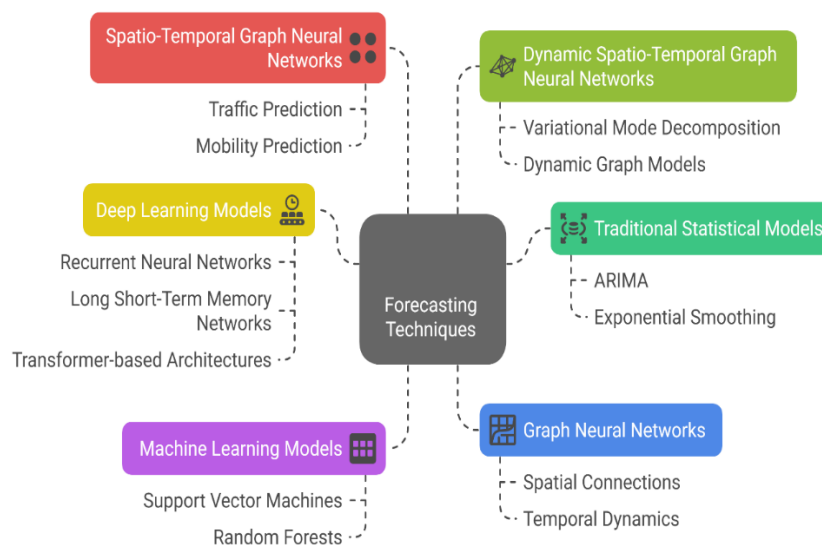 Spatio-Temporal Graph Neural
Networks
Traffic Prediction
Mobility Prediction
Dynamic Spatio-Temporal Graph
Neural Networks
Variational Mode Decomposition
Dynamic Graph Models
Deep Learning Models
Recurrent Neural Networks
Long Short-Term Memory
Networks
Transformer-based Architectures
Traditional Statistical Models
ARIMA
Exponential Smoothing
Forecasting
Techniques
Machine Learning Models
Support Vector Machines
Random Forests
Graph Neural Networks
Spatial Connections
Temporal Dynamics